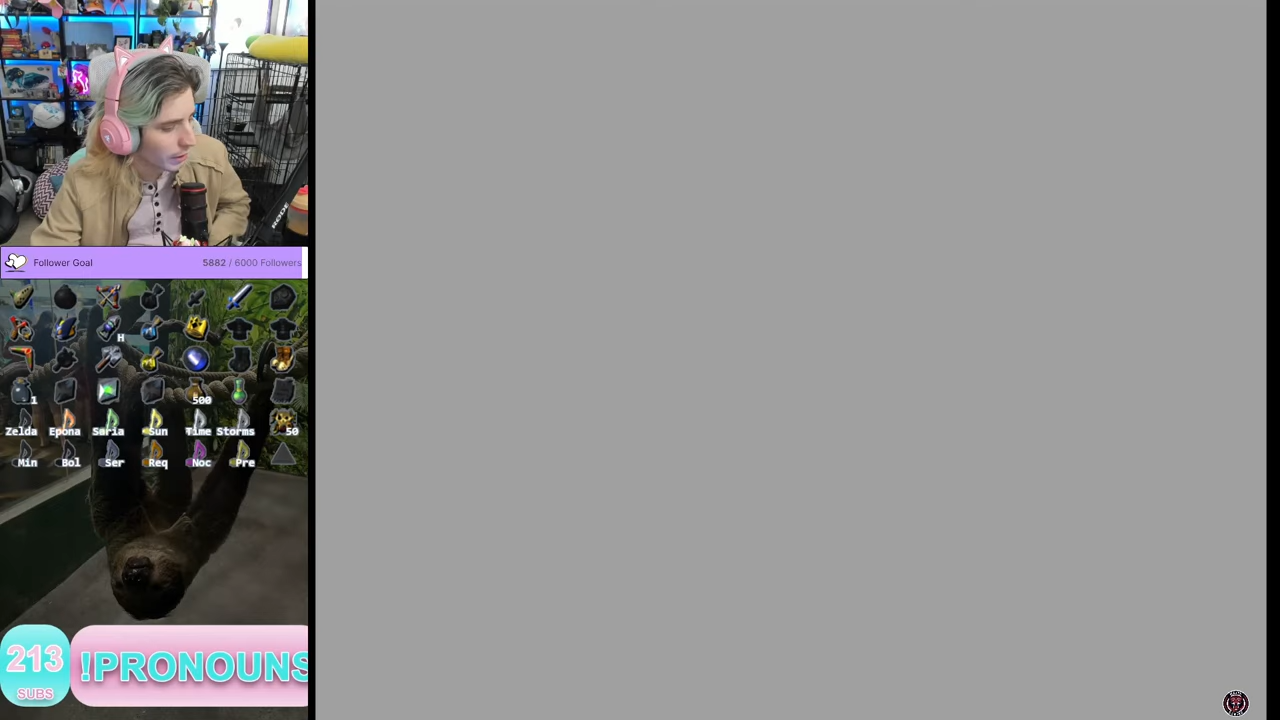 Follower Goal 5882 / 6000 Followers
H
1 500
Zelda Epona Saria Sun Time Storms 50
Min Bol Ser Req Noc Pre
RODE
213
SUBS
!PRONOUNS